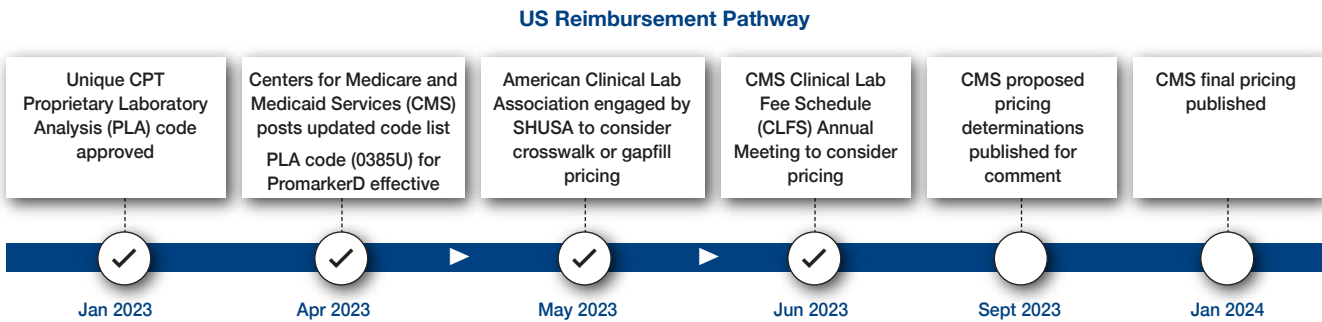 US Reimbursement Pathway
Unique CPT
Proprietary Laboratory
Analysis (PLA) code
approved
Centers for Medicare and
Medicaid Services (CMS)
posts updated code list
PLA code (0385U) for
PromarkerD effective
American Clinical Lab
Association engaged by
SHUSA to consider
crosswalk or gapfill
pricing
CMS Clinical Lab
Fee Schedule
(CLFS) Annual
Meeting to consider
pricing
CMS proposed
pricing
determinations
published for
comment
CMS final pricing
published
Jan 2023
Apr 2023
May 2023
Jun 2023
Sept 2023
Jan 2024